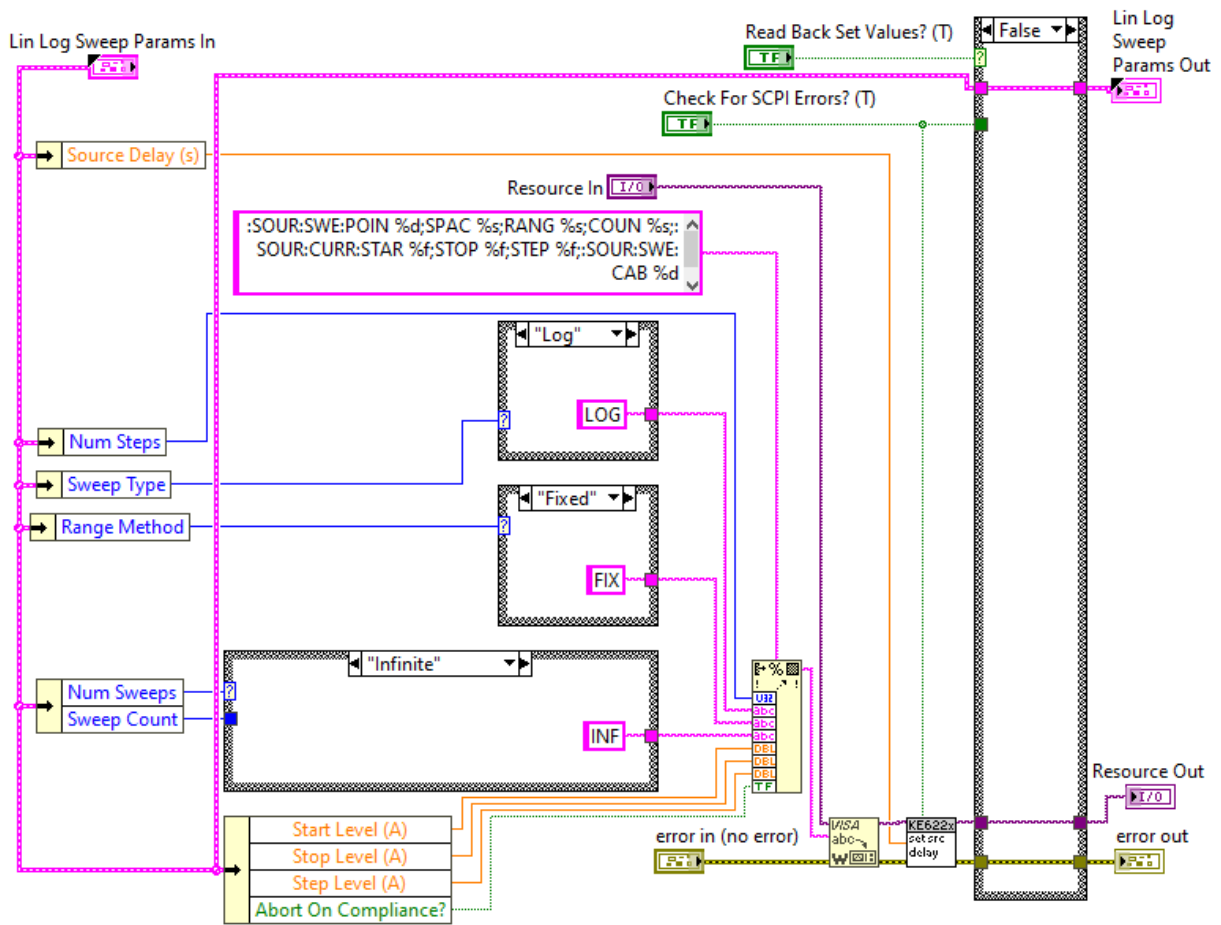 Lin Log Sweep Params In
Read Back Set Values? (T)
TF
False
?
Lin Log
Sweep
Params Out
Check For SCPI Errors? (T)
TF
Source Delay (s)
Resource In
I/O
:SOUR:SWE:POIN %d;SPAC %s;RANG %s;COUN %s;:
SOUR:CURR:STAR %f;STOP %f;STEP %f;:SOUR:SWE:
CAB %d
"Log"
?
LOG
Num Steps
Sweep Type
Range Method
"Fixed"
?
FIX
"Infinite"
Num Sweeps
?
Sweep Count
INF
%
U32
abc
abc
abc
DBL
DBL
DBL
TF
Start Level (A)
Stop Level (A)
Step Level (A)
Abort On Compliance?
error in (no error)
VISA
abc
W
KE622x
set src
delay
Resource Out
I/O
error out